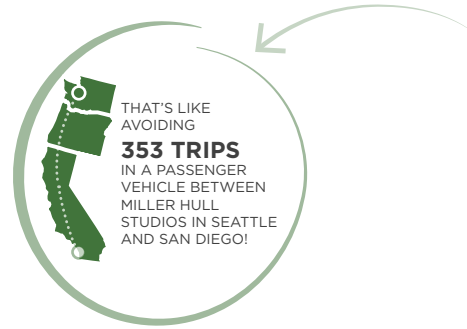 THAT'S LIKE
AVOIDING
353 TRIPS
IN A PASSENGER
VEHICLE BETWEEN
MILLER HULL
STUDIOS IN SEATTLE
AND SAN DIEGO!